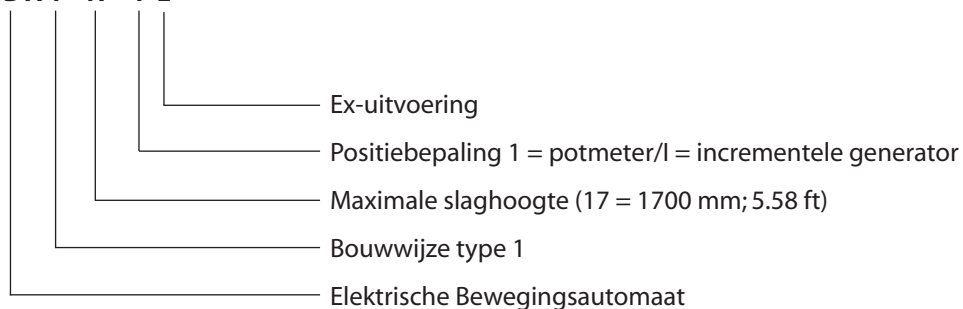 Ex-uitvoering
Positiebepaling 1 = potmeter/I = incrementele generator
Maximale slaghoogte (17 = 1700 mm; 5.58 ft)
Bouwwijze type 1
Elektrische Bewegingsautomaat